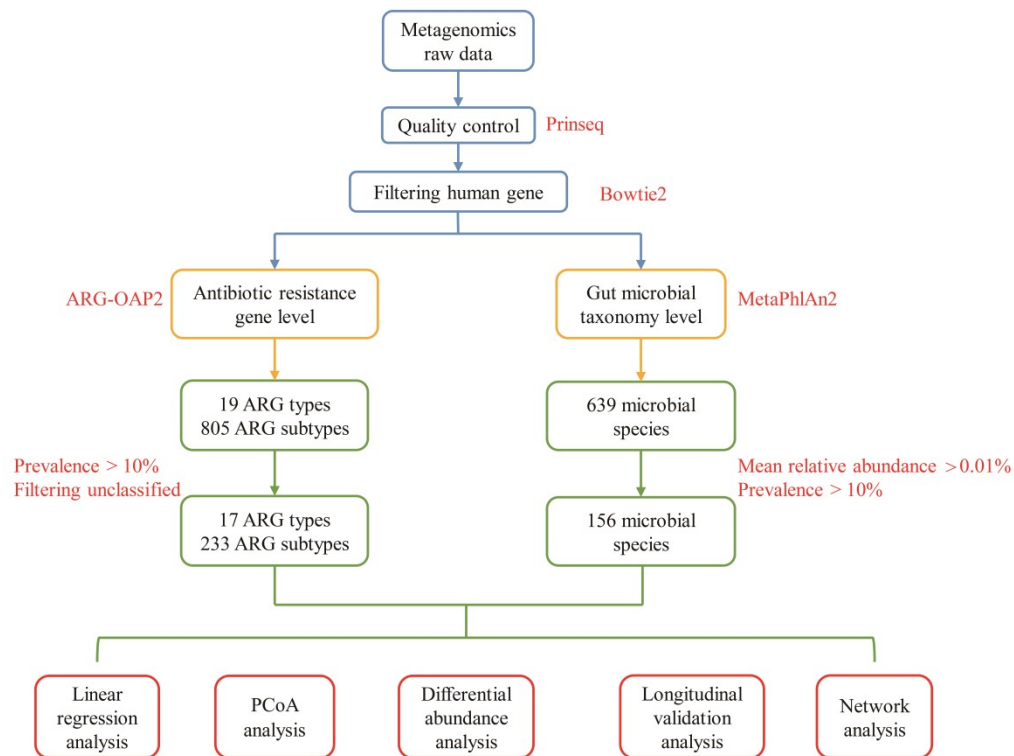 Metagenomics
raw data
Quality control
Prinseq
Filtering human gene
Bowtie2
ARG-OAP2
Antibiotic resistance
gene level
Gut microbial
taxonomy level
MetaPhlAn2
19 ARG types
805 ARG subtypes
639 microbial
species
Prevalence > 10%
Filtering unclassified
Mean relative abundance >0.01%
Prevalence > 10%
17 ARG types
233 ARG subtypes
156 microbial
species
Linear
regression
analysis
PCoA
analysis
Differential
abundance
analysis
Longitudinal
validation
analysis
Network
analysis